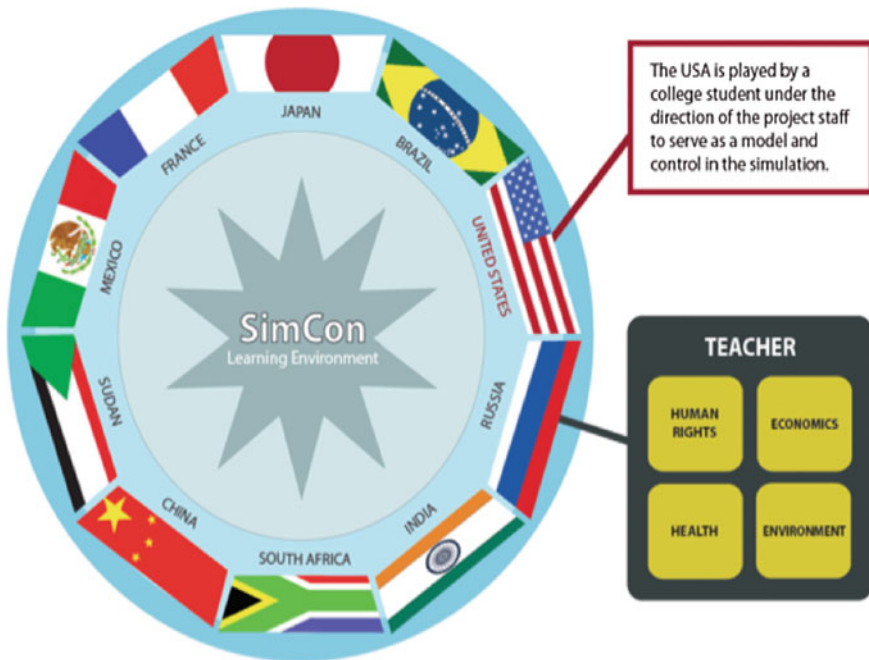 JAPAN
FRANCE
BRAZIL
MEXICO
UNITED STATES
SimCon
Learning Environment
SUDAN
RUSSIA
CHINA
INDIA
SOUTH AFRICA
The USA is played by a
college student under the
direction of the project staff
to serve as a model and
control in the simulation.
TEACHER
HUMAN
RIGHTS
ECONOMICS
HEALTH
ENVIRONMENT